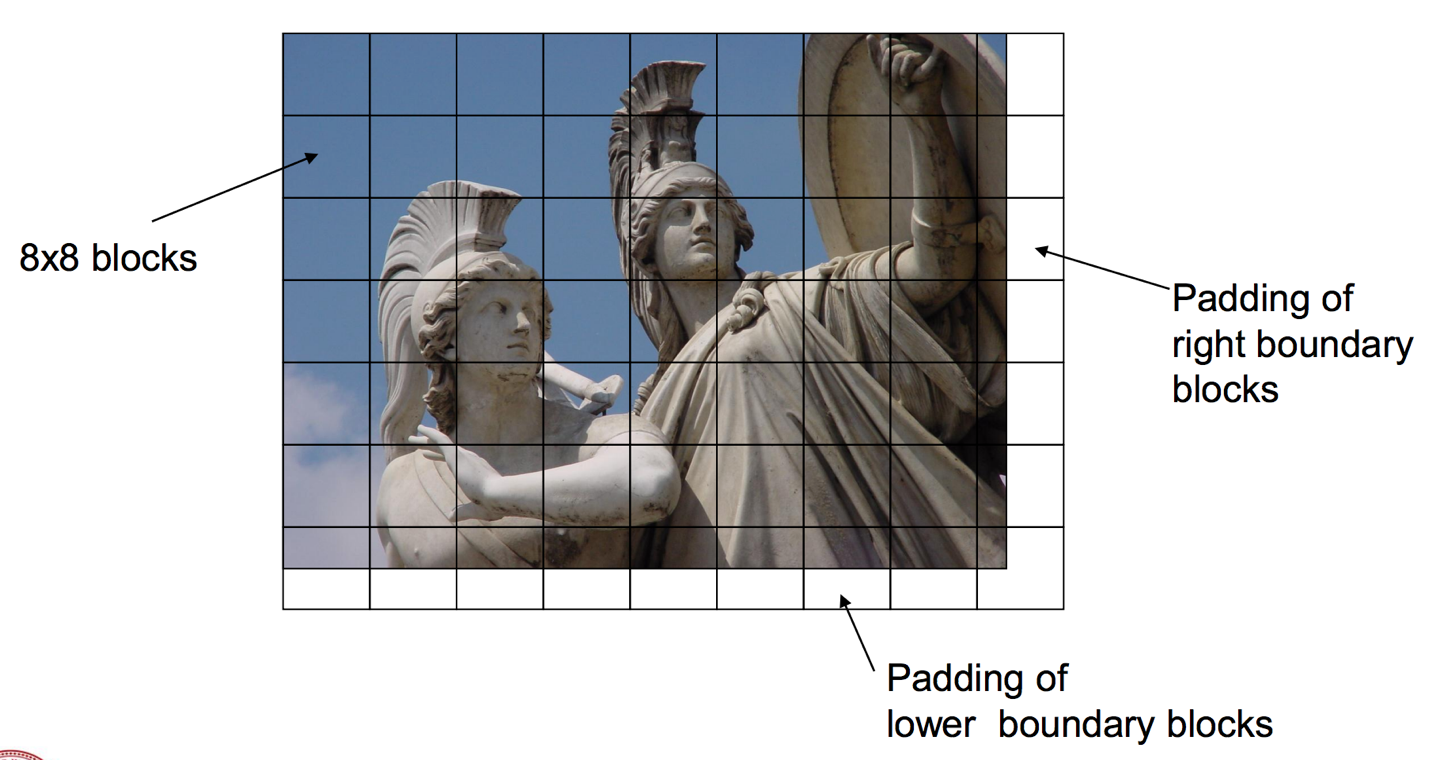 8x8 blocks
Padding of
right boundary
blocks
Padding of
lower boundary blocks